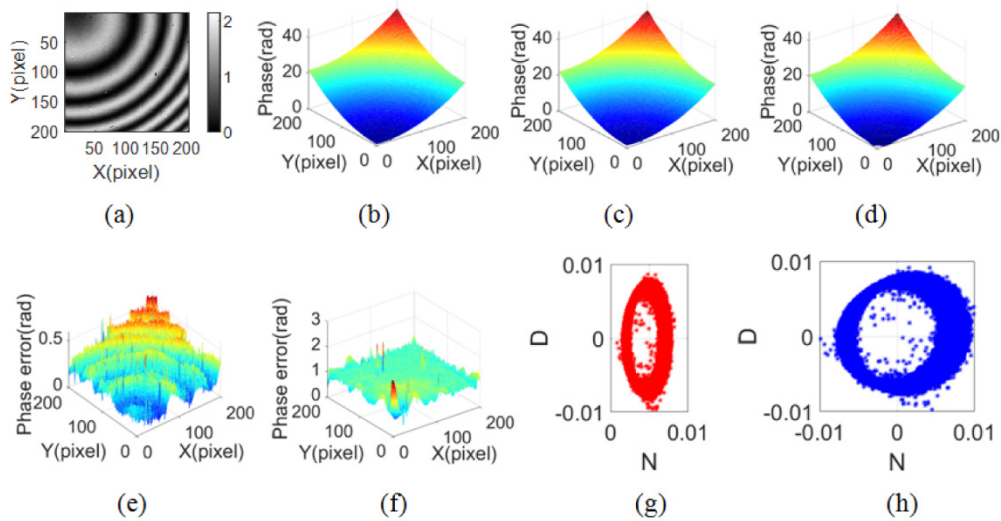 50
100
150
200
Y(pixel)
50 100 150 200
X(pixel)
2
1
0
(a)
Phase(rad)
40
20
0
200
100
0
Y(pixel)
0
100
200
X(pixel)
(b)
Phase(rad)
40
20
0
200
100
0
Y(pixel)
0
100
200
X(pixel)
(c)
Phase(rad)
40
20
0
200
100
0
Y(pixel)
0
100
200
X(pixel)
(d)
Phase error(rad)
0.5
0
200
100
0
Y(pixel)
0
100
200
X(pixel)
(e)
Phase error(rad)
3
2
1
0
200
100
0
Y(pixel)
0
100
200
X(pixel)
(f)
0.01
0
-0.01
D
0 0.01
N
(g)
0.01
0
-0.01
D
-0.01 0 0.01
N
(h)